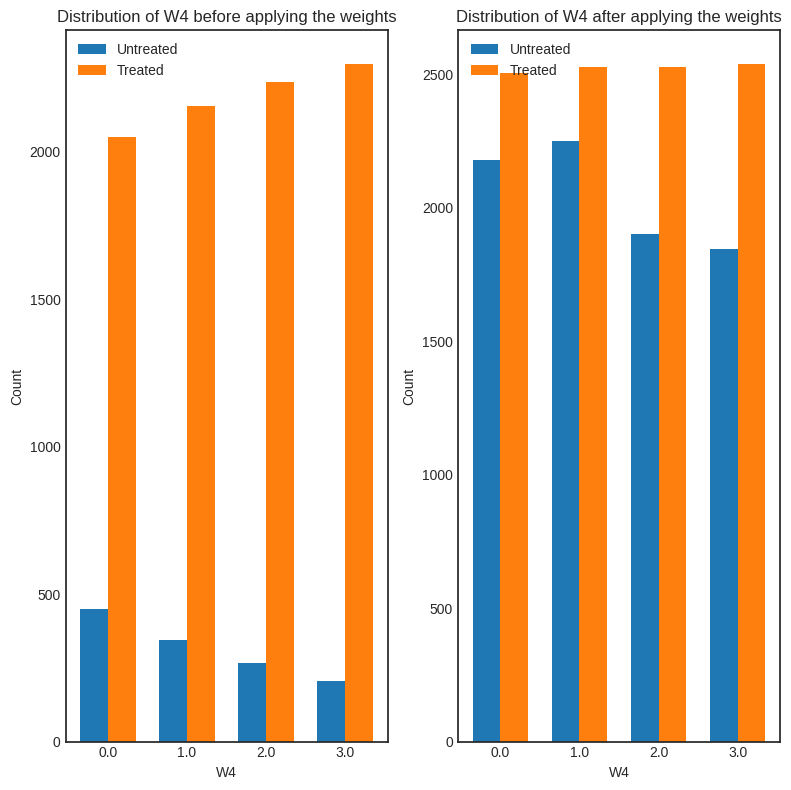 Distribution of W4 before applying the weights
Untreated
Treated
2000
1500
1000
500
0
Count
0.0 1.0 2.0 3.0
W4
Distribution of W4 after applying the weights
Untreated
Treated
2500
2000
1500
1000
500
0
Count
0.0 1.0 2.0 3.0
W4